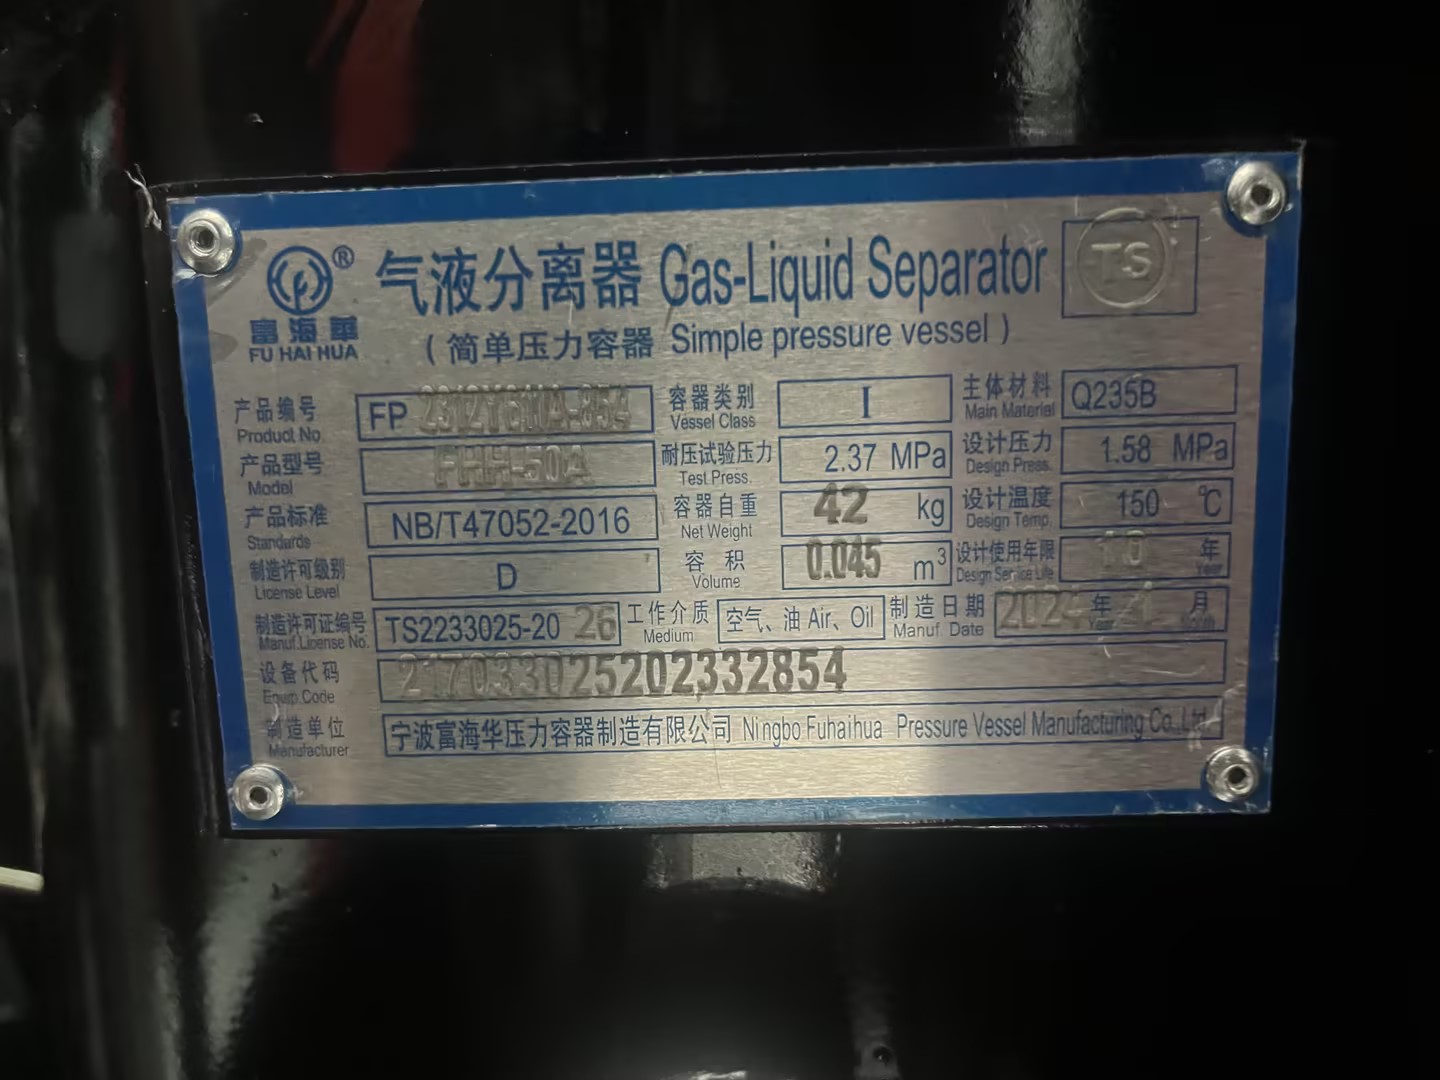 富海華® 气液分离器 Gas-Liquid Separator TS
FU HAI HUA (简单压力容器 Simple pressure vessel)
产品编号 Product No FP 容器类别 Vessel Class I 主体材料 Main Material Q235B
产品型号 Model FHH-50A 耐压试验压力 Test Press. 2.37 MPa 设计压力 Design Press. 1.58 MPa
产品标准 Standards NB/T47052-2016 容器自重 Net Weight 42 kg 设计温度 Design Temp. 150 ℃
制造许可级别 License Level D 容积 Volume 0.045 m³ 设计使用年限 Design Service Life 10 年 Year
制造许可证编号 Manuf.License No. TS2233025-2026 工作介质 Medium 空气、油 Air、Oil 制造日期 Manuf. Date 2024 年 Year 月 Month
设备代码 Equip.Code 217033025202332854
制造单位 Manufacturer 宁波富海华压力容器制造有限公司 Ningbo Fuhaihua Pressure Vessel Manufacturing Co.,Ltd.